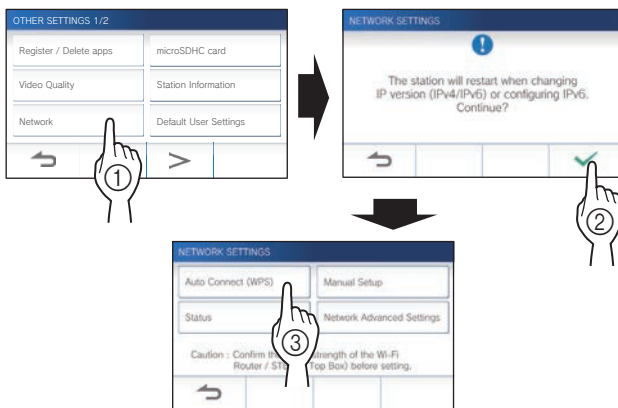 OTHER SETTINGS 1/2
Register / Delete apps
microSDHC card
Video Quality
Station Information
Network
Default User Settings
>
1
NETWORK SETTINGS
!
The station will restart when changing
IP version (IPv4/IPv6) or configuring IPv6.
Continue?
2
NETWORK SETTINGS
Auto Connect (WPS)
Manual Setup
Status
Network Advanced Settings
3
Caution : Confirm the strength of the Wi-Fi
Router / Top Box) before setting.